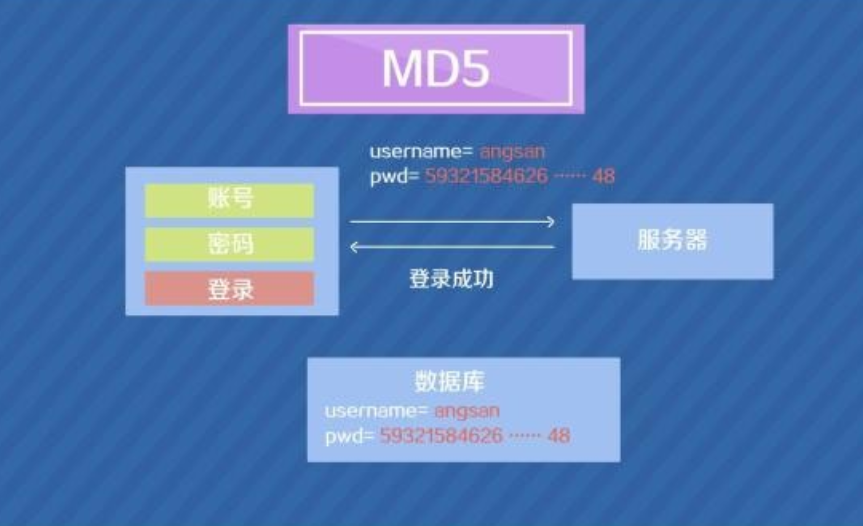 MD5
username= angsan
pwd= 59321584626 ······ 48
账号
密码
登录
服务器
登录成功
数据库
username= angsan
pwd= 59321584626 ······ 48